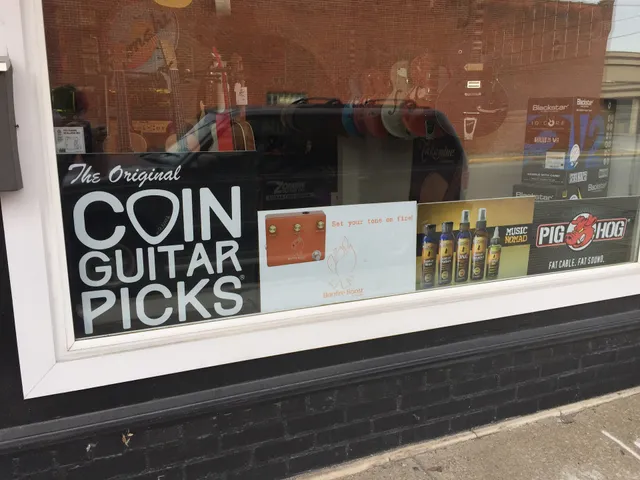 The Original
COIN
GUITAR
PICKS
Set your tone on fire
MUSIC
NOMAD
PIG HOG
FAT CABLE. FAT SOUND.
Blackstar
Blackstar